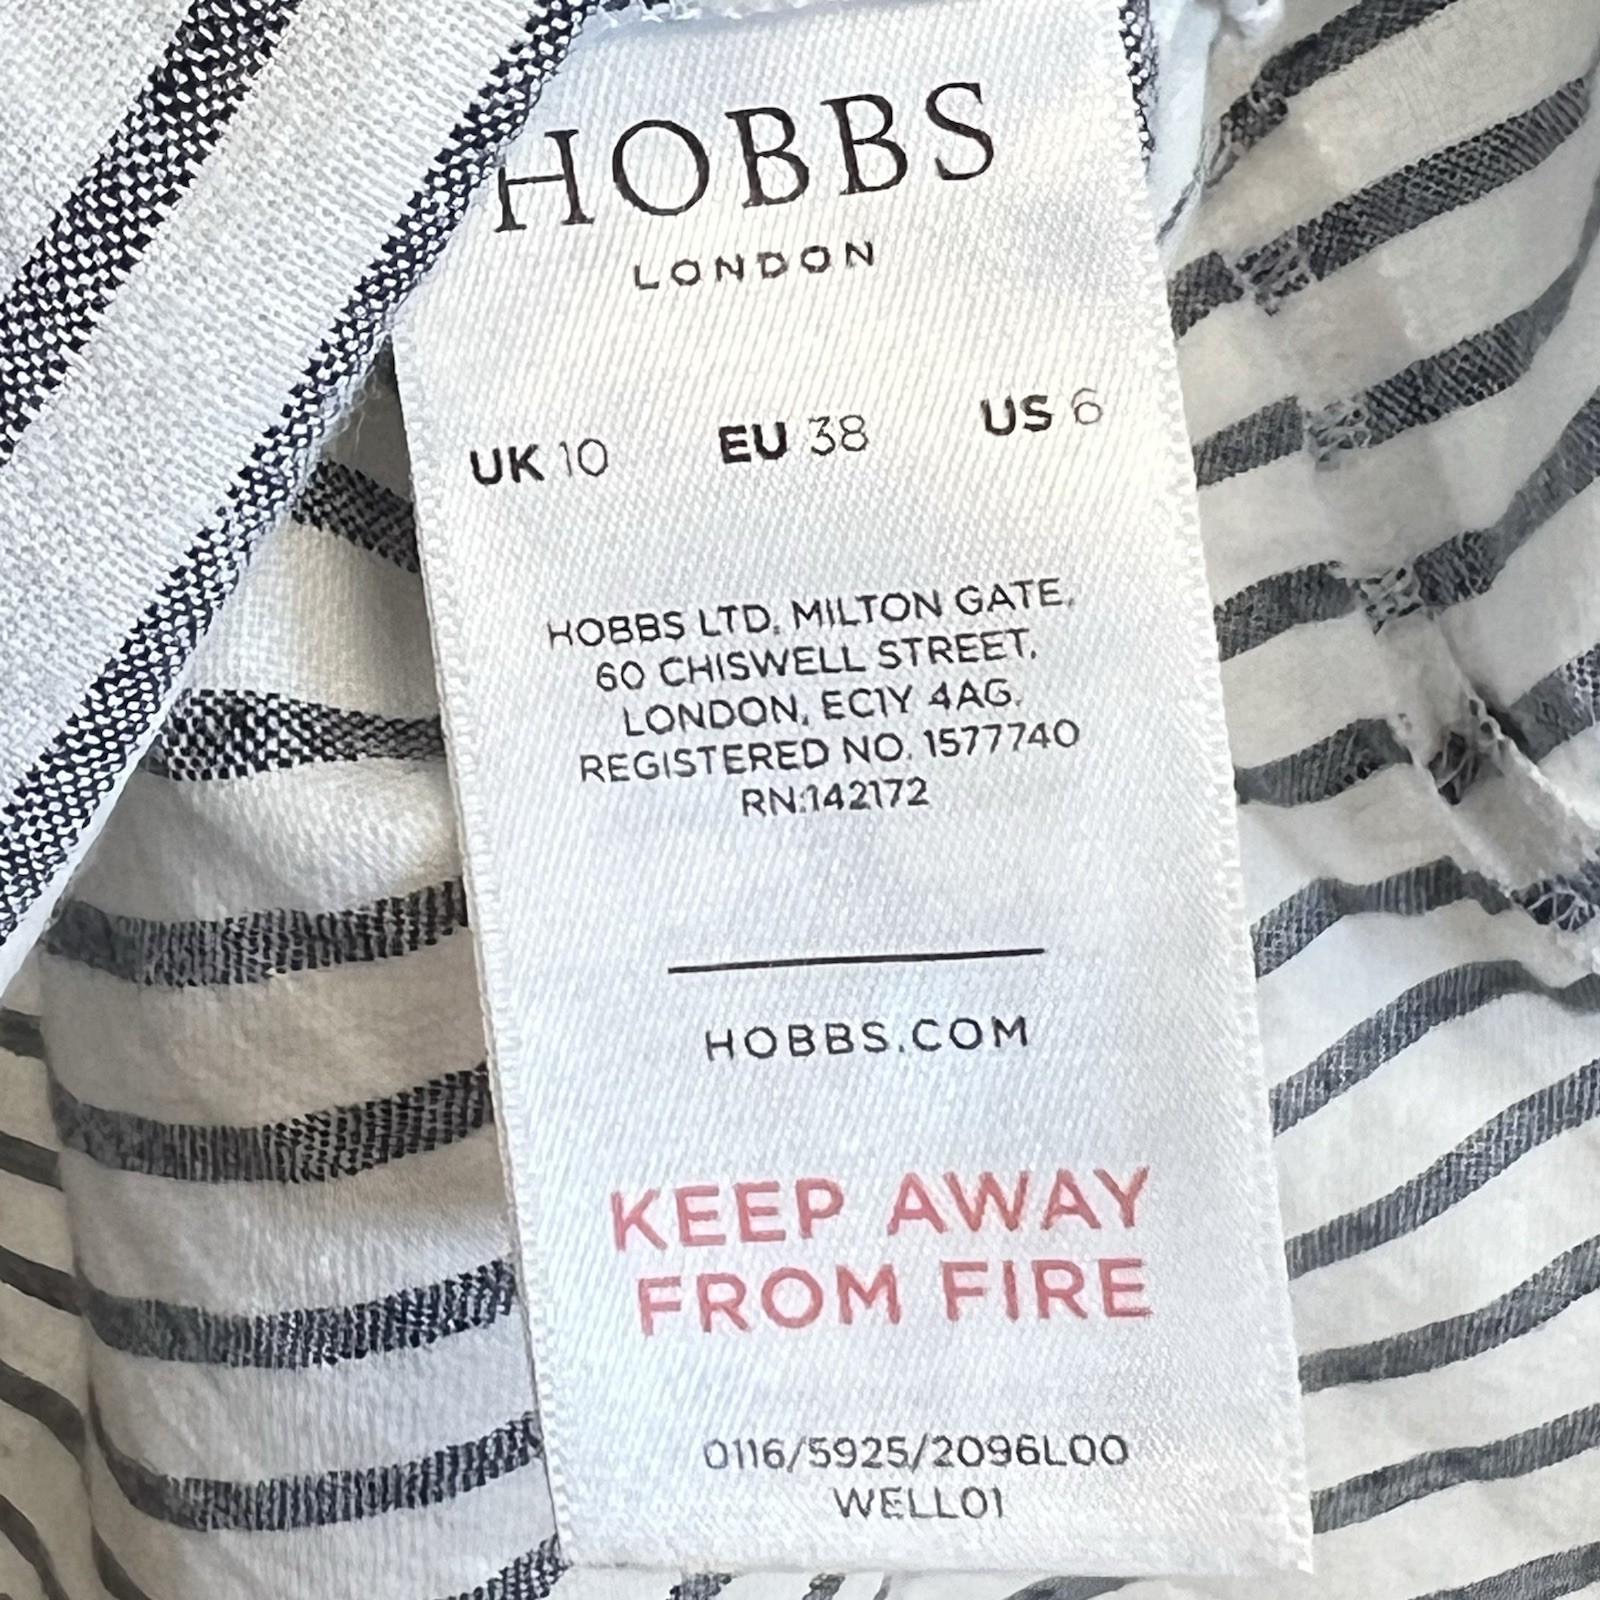 HOBBS
LONDON
UK 10 EU 38 US 6
HOBBS LTD, MILTON GATE,
60 CHISWELL STREET,
LONDON, EC1Y 4AG.
REGISTERED NO. 1577740
RN:142172
HOBBS.COM
KEEP AWAY
FROM FIRE
0116/5925/2096L00
WELL01